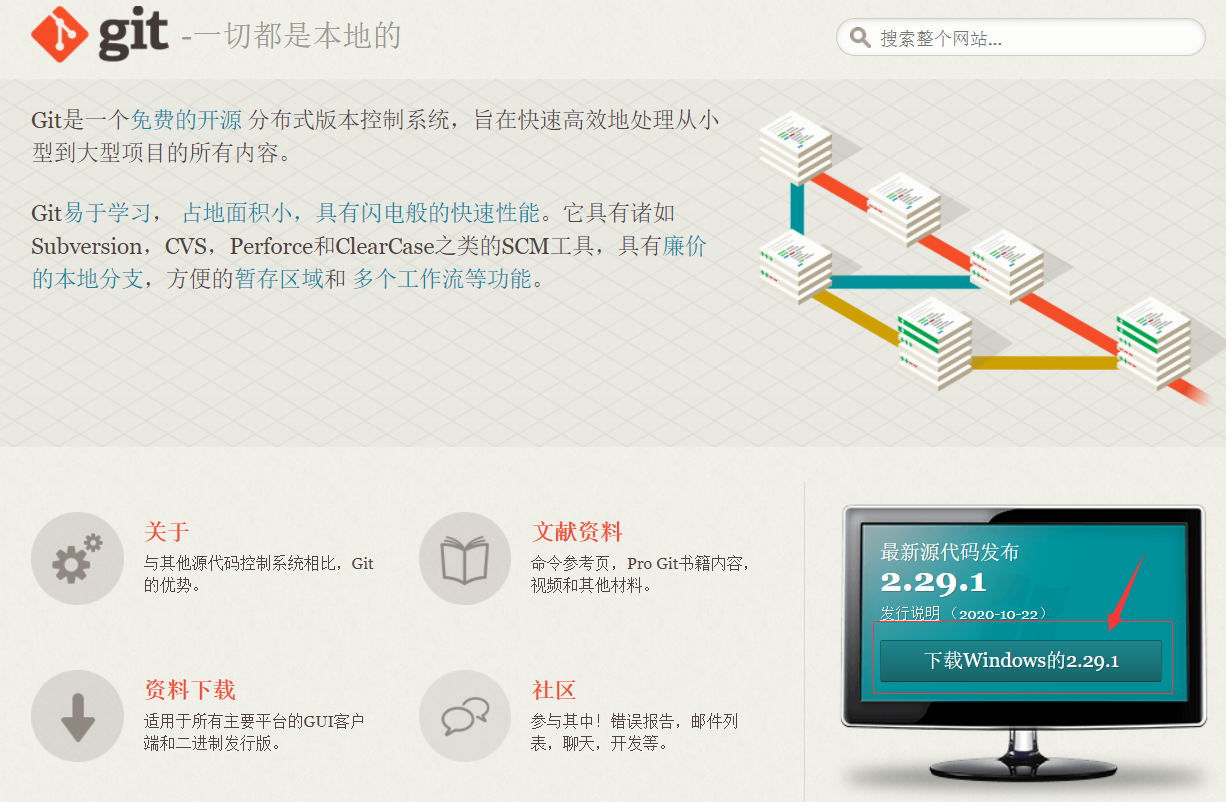 git -一切都是本地的
搜索整个网站...
Git是一个免费的开源 分布式版本控制系统，旨在快速高效地处理从小
型到大型项目的所有内容。
Git易于学习， 占地面积小，具有闪电般的快速性能。它具有诸如
Subversion，CVS，Perforce和ClearCase之类的SCM工具，具有廉价
的本地分支，方便的暂存区域和 多个工作流等功能。
关于
与其他源代码控制系统相比，Git
的优势。
文献资料
命令参考页，Pro Git书籍内容，
视频和其他材料。
资料下载
适用于所有主要平台的GUI客户
端和二进制发行版。
社区
参与其中！错误报告，邮件列
表，聊天，开发等。
最新源代码发布
2.29.1
发行说明（2020-10-22）
下载Windows的2.29.1